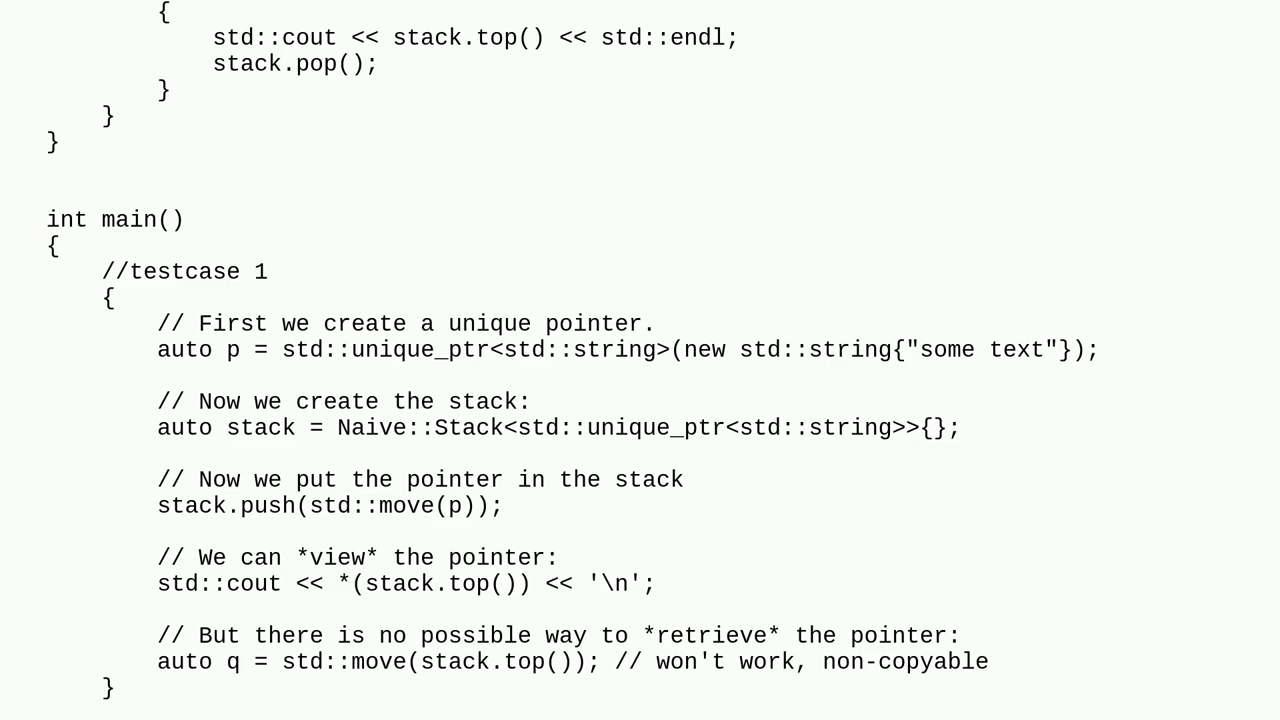 {
std::cout << stack.top() << std::endl;
stack.pop();
}
}
}
int main()
{
//testcase 1
{
// First we create a unique pointer.
auto p = std::unique_ptr<std::string>(new std::string{"some text"});
// Now we create the stack:
auto stack = Naive::Stack<std::unique_ptr<std::string>>{};
// Now we put the pointer in the stack
stack.push(std::move(p));
// We can *view* the pointer:
std::cout << *(stack.top()) << '\n';
// But there is no possible way to *retrieve* the pointer:
auto q = std::move(stack.top()); // won't work, non-copyable
}